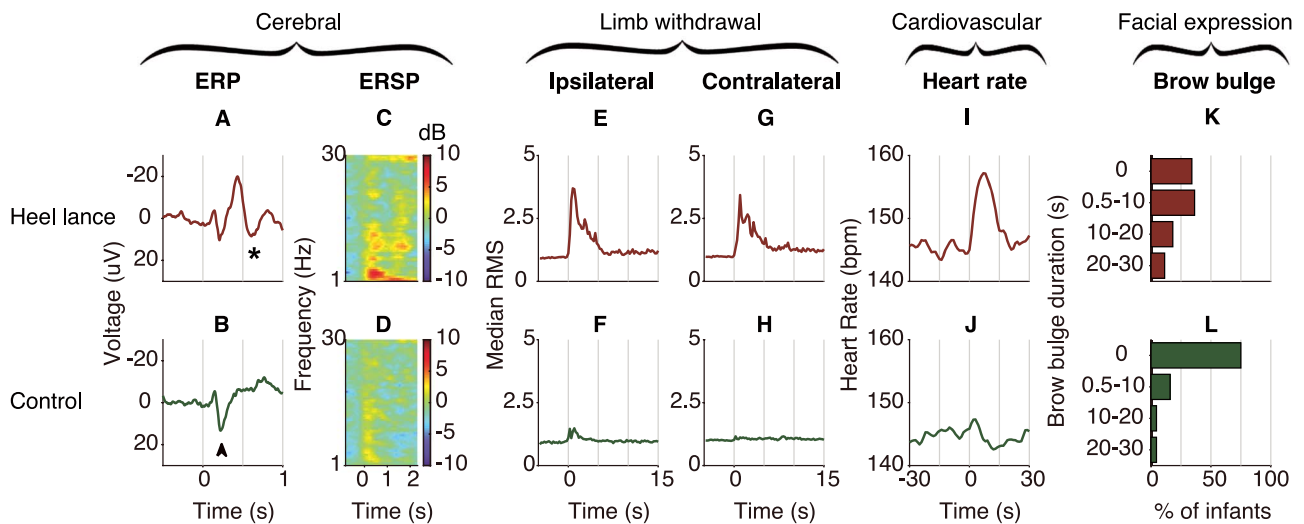 Cerebral Limb withdrawal Cardiovascular Facial expression
ERP ERSP Ipsilateral Contralateral Heart rate Brow bulge
A C E G I K
dB
Heel lance
Voltage (uV)
-20
0
20
*
Frequency (Hz)
30
1
10
5
0
-5
-10
Median RMS
5
2.5
0
5
2.5
0
Heart Rate (bpm)
160
150
140
Brow bulge duration (s)
0
0.5-10
10-20
20-30
B D F H J L
Control
-20
0
20
0 1
Time (s)
30
1
10
5
0
-5
-10
0 1 2
Time (s)
5
2.5
0
0 15
Time (s)
5
2.5
0
0 15
Time (s)
160
150
140
-30 0 30
Time (s)
0
0.5-10
10-20
20-30
0 50 100
% of infants